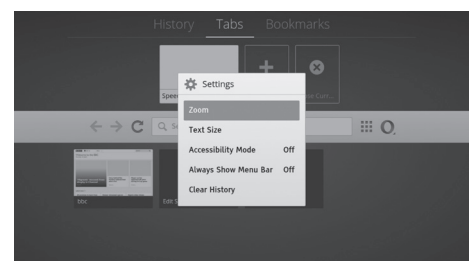 History Tabs Bookmarks
Settings
Zoom
Text Size
Accessibility Mode Off
Always Show Menu Bar Off
Clear History
bbc